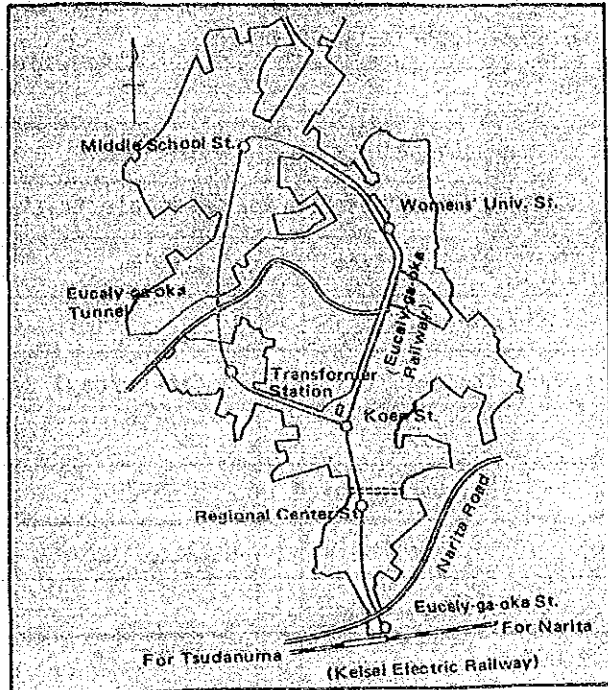 Middle School St.
Womens' Univ. St.
Eucaly-ga-oka
Tunnel
(Eucaly-ga-oka
Railway)
Transformer
Station
Koen St.
Regional Center St.
Narita Road
Eucaly-ga-oka St.
For Narita
For Tsudanuma
(Keisei Electric Railway)